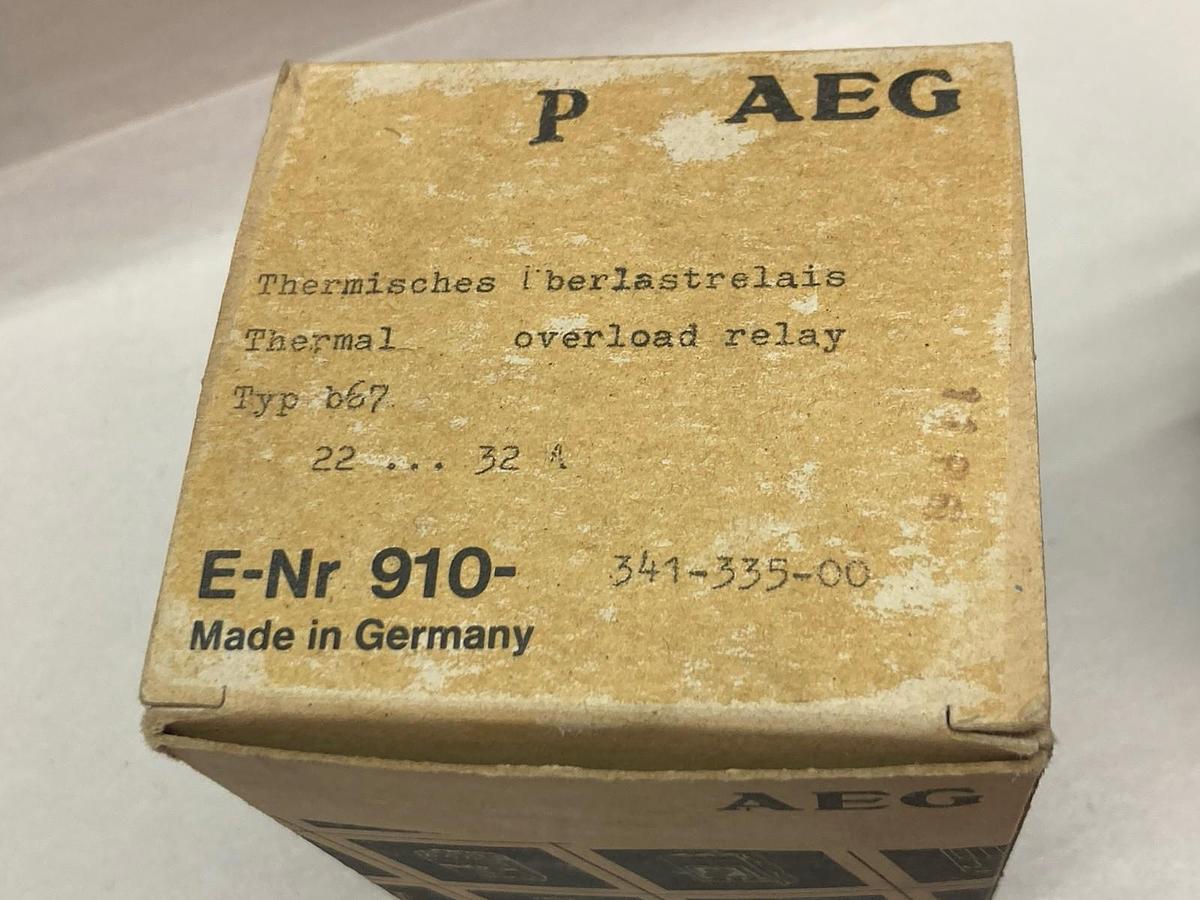 P AEG
Thermisches Überlastrelais
Thermal overload relay
Typ b67
22 ... 32 A
E-Nr 910- 341-335-00
Made in Germany
AEG